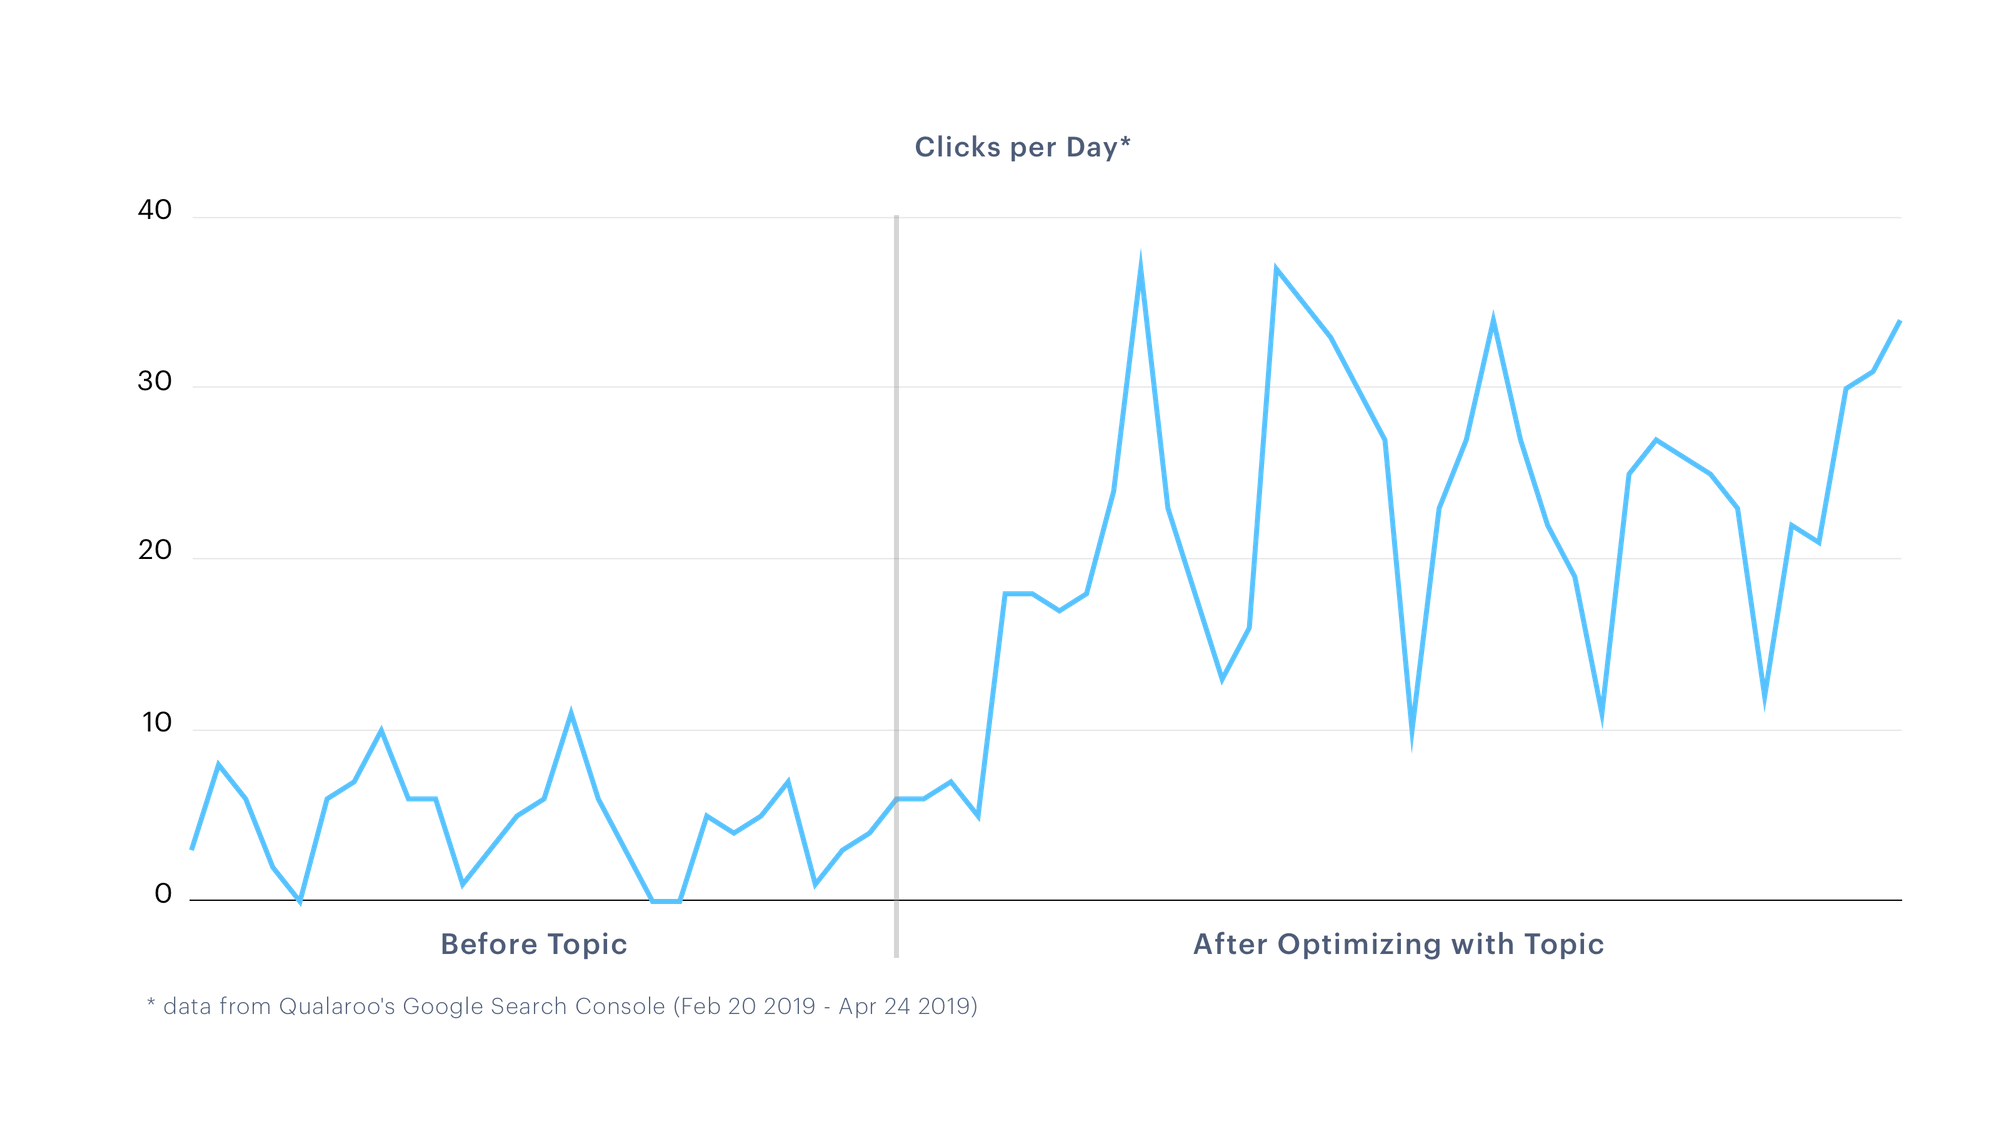 Clicks per Day*
40
30
20
10
0
Before Topic
After Optimizing with Topic
* data from Qualaroo's Google Search Console (Feb 20 2019 - Apr 24 2019)